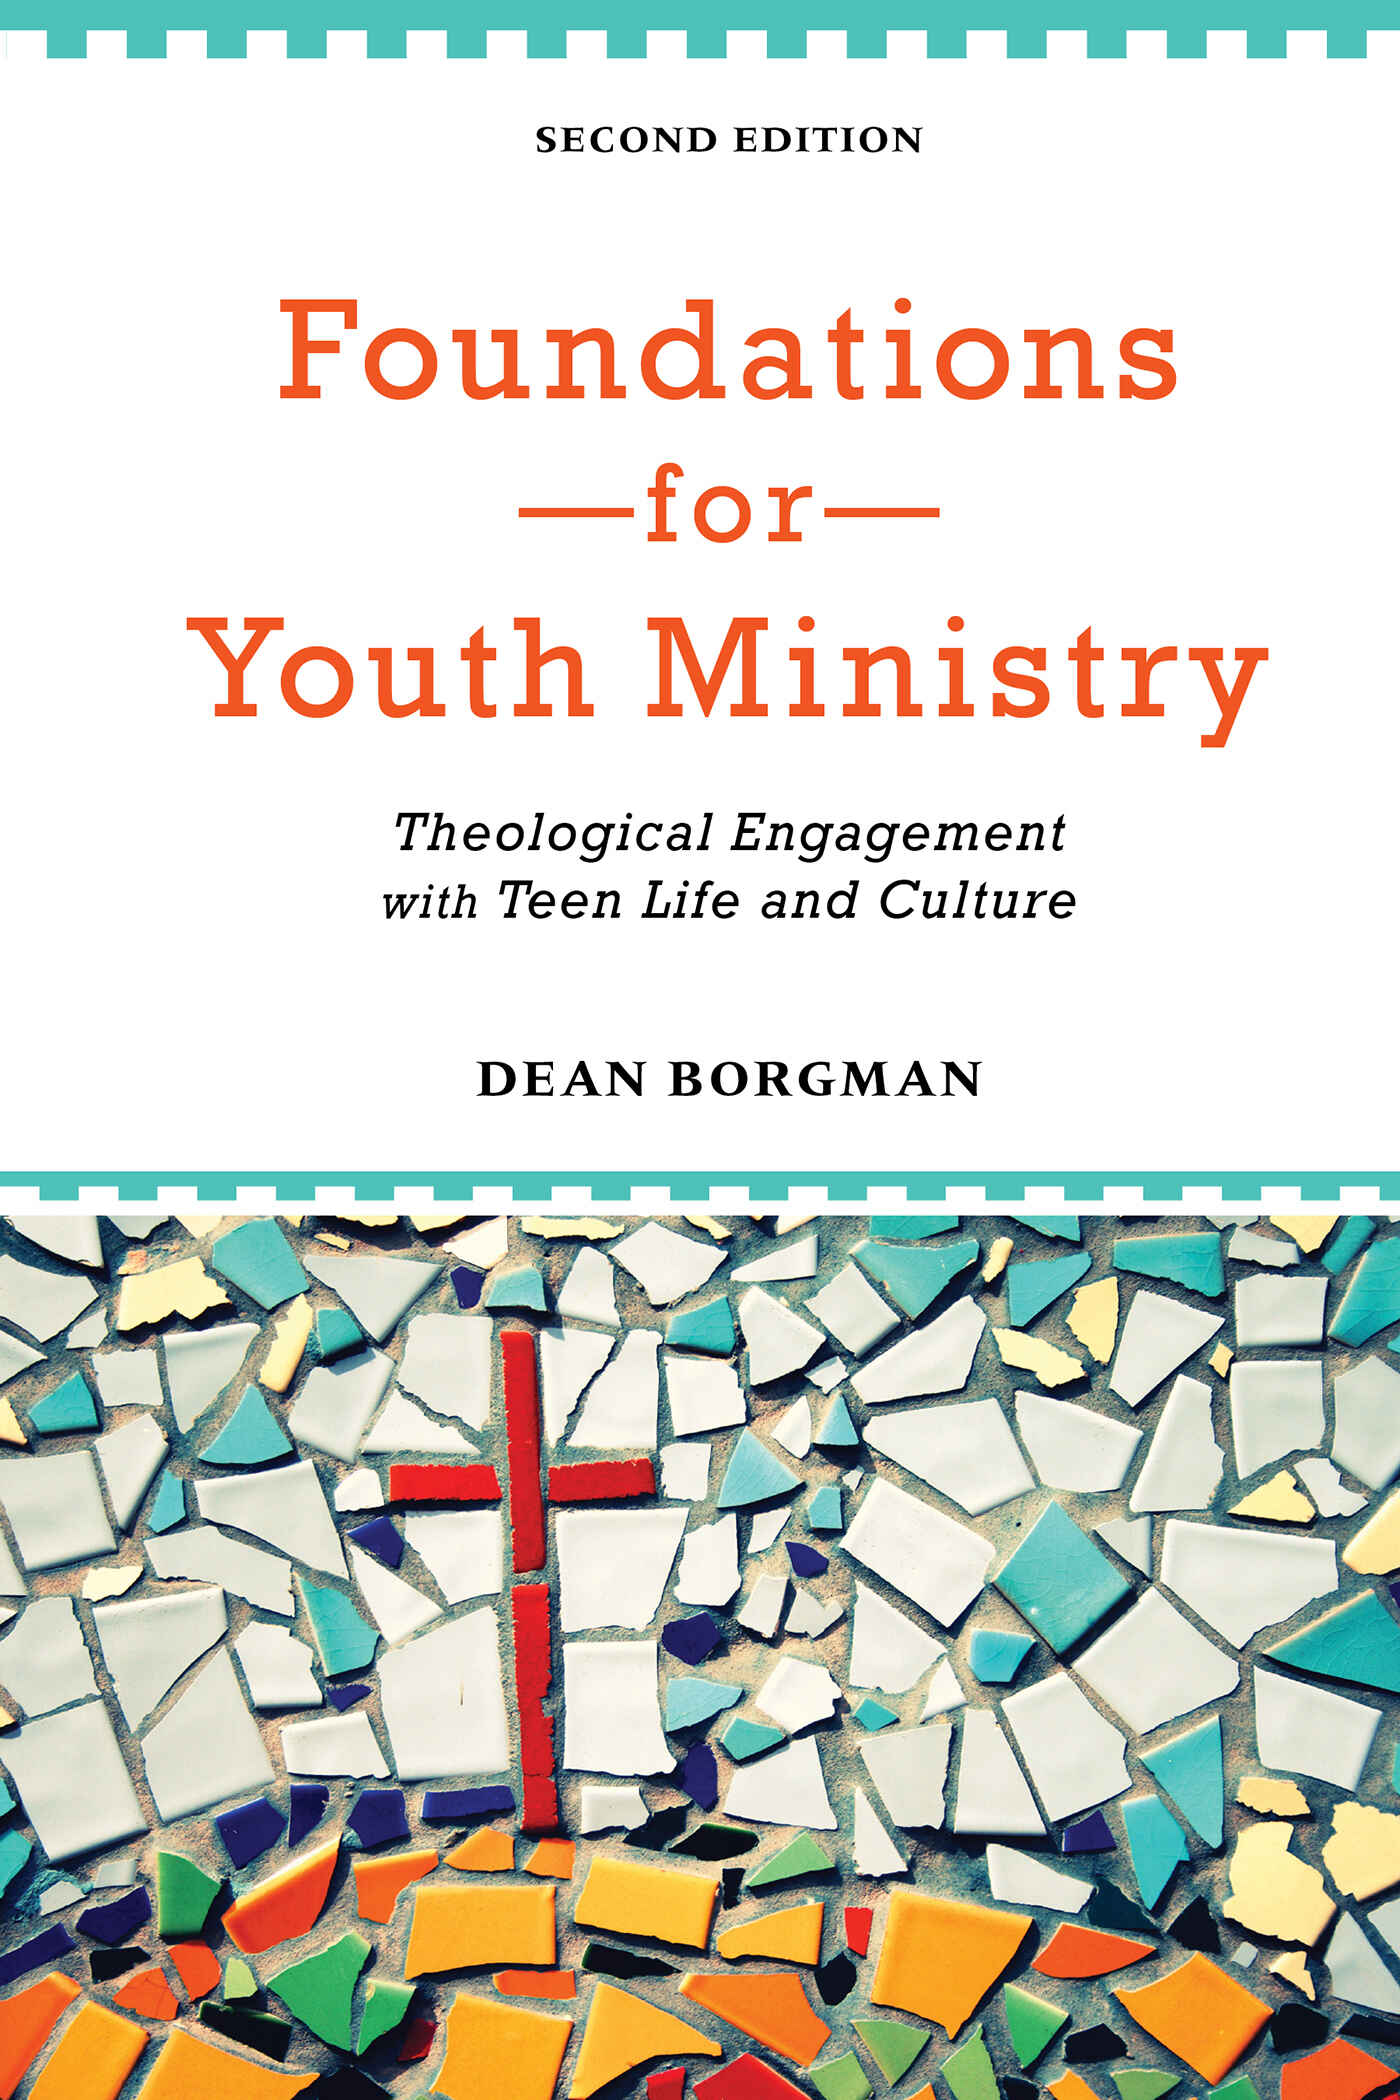 SECOND EDITION
Foundations
—for—
Youth Ministry
Theological Engagement
with Teen Life and Culture
DEAN BORGMAN